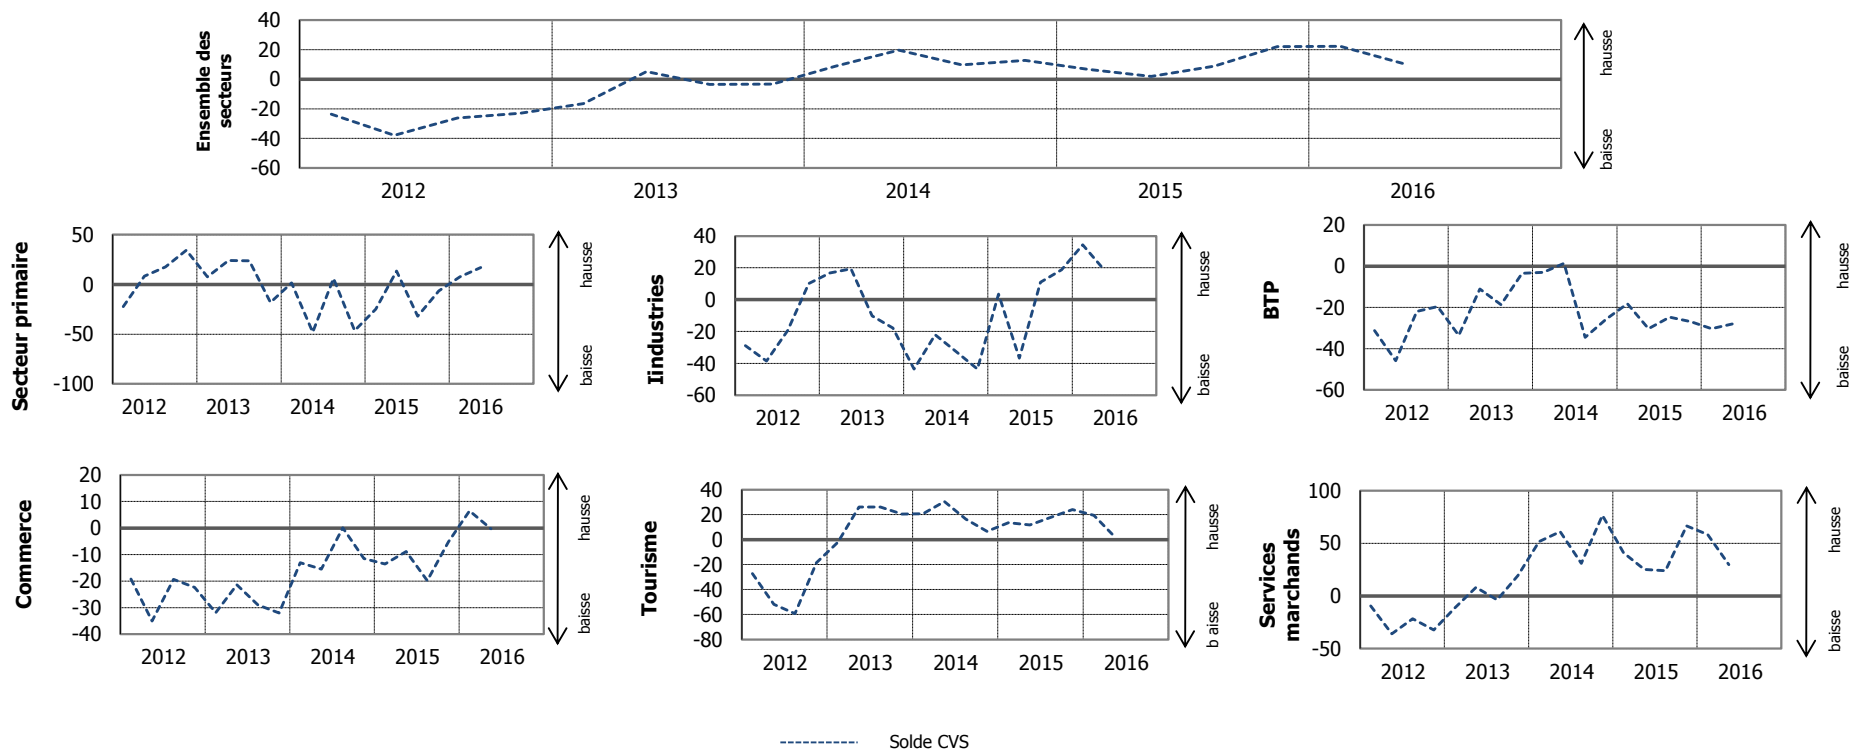 Ensemble des
secteurs
40
20
0
-20
-40
-60
2012 2013 2014 2015 2016
hausse
baisse
Secteur primaire
50
0
-50
-100
2012 2013 2014 2015 2016
hausse
baisse
Iindustries
40
20
0
-20
-40
-60
2012 2013 2014 2015 2016
hausse
baisse
BTP
20
0
-20
-40
-60
2012 2013 2014 2015 2016
hausse
baisse
Commerce
20
10
0
-10
-20
-30
-40
2012 2013 2014 2015 2016
hausse
baisse
Tourisme
40
20
0
-20
-40
-60
-80
2012 2013 2014 2015 2016
hausse
b aisse
Services
marchands
100
50
0
-50
2012 2013 2014 2015 2016
hausse
baisse
Solde CVS